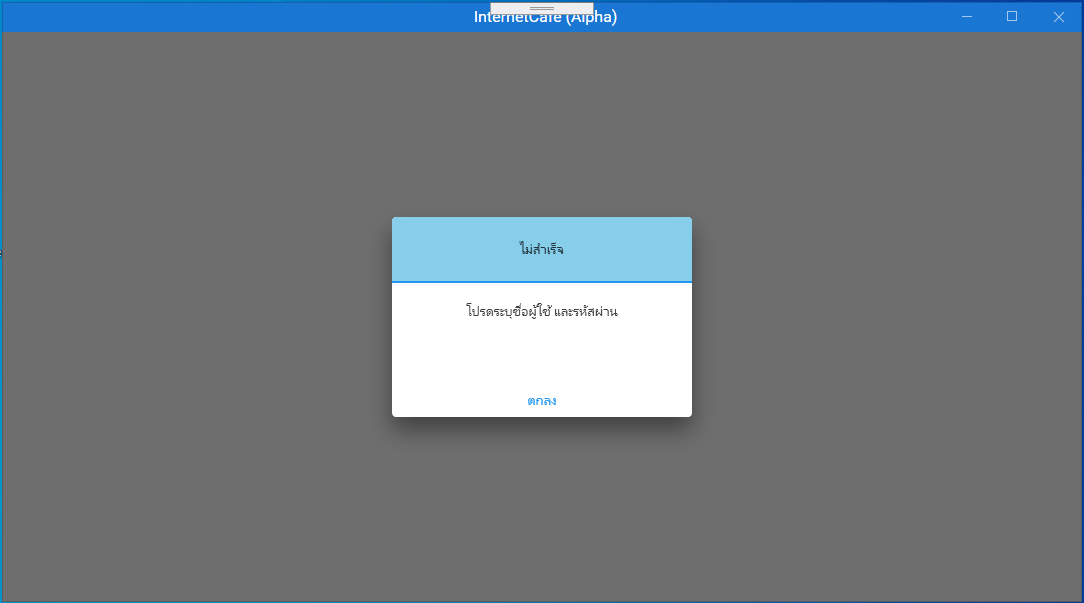 InternetCafe (Alpha)
ไม่สำเร็จ
โปรดระบุชื่อผู้ใช้ และรหัสผ่าน
ตกลง